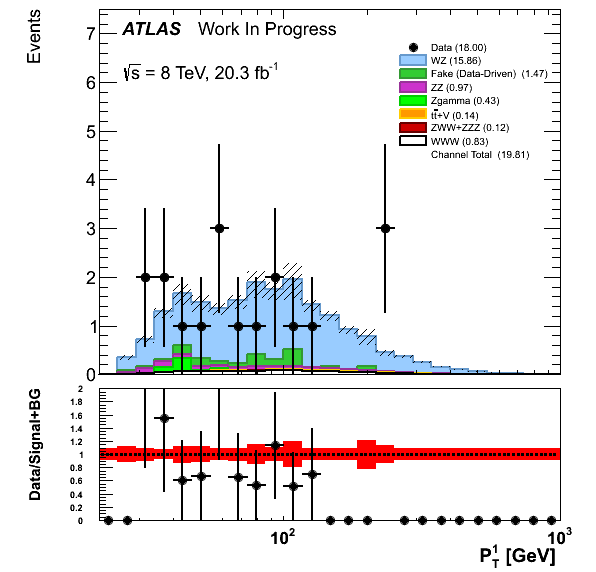 Events
ATLAS Work In Progress
√s = 8 TeV, 20.3 fb⁻¹
Data (18.00)
WZ (15.86)
Fake (Data-Driven) (1.47)
ZZ (0.97)
Zgamma (0.43)
tt̄+V (0.14)
ZWW+ZZZ (0.12)
WWW (0.83)
Channel Total (19.81)
7
6
5
4
3
2
1
0
Data/Signal+BG
2
1.8
1.6
1.4
1.2
1
0.8
0.6
0.4
0.2
0
10² 10³
P_T^1 [GeV]